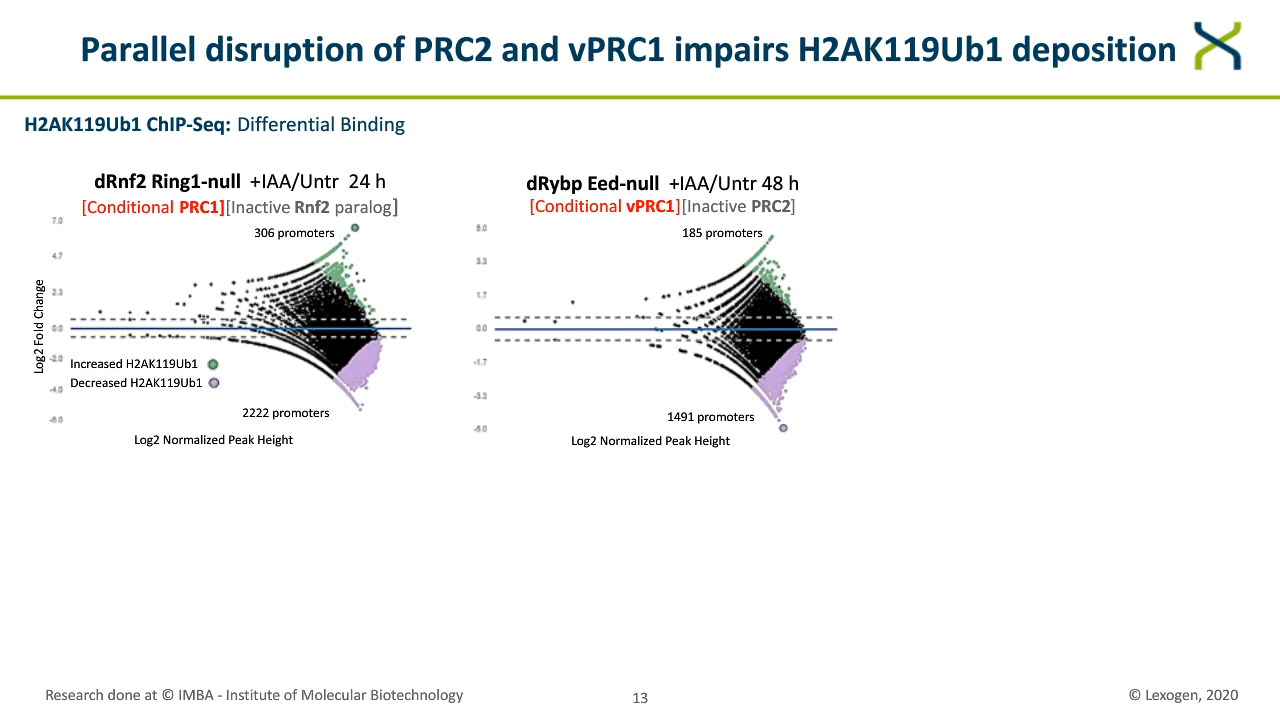 Parallel disruption of PRC2 and vPRC1 impairs H2AK119Ub1 deposition
H2AK119Ub1 ChIP-Seq: Differential Binding
dRnf2 Ring1-null +IAA/Untr 24 h
[Conditional PRC1][Inactive Rnf2 paralog]
7.0
306 promoters
4.7
2.3
0.0
-2.0
-4.0
-6.0
Log2 Fold Change
Increased H2AK119Ub1
Decreased H2AK119Ub1
2222 promoters
Log2 Normalized Peak Height
dRybp Eed-null +IAA/Untr 48 h
[Conditional vPRC1][Inactive PRC2]
5.0
185 promoters
3.3
1.7
0.0
-1.7
-3.3
-5.0
1491 promoters
Log2 Normalized Peak Height
Research done at © IMBA - Institute of Molecular Biotechnology
13
© Lexogen, 2020